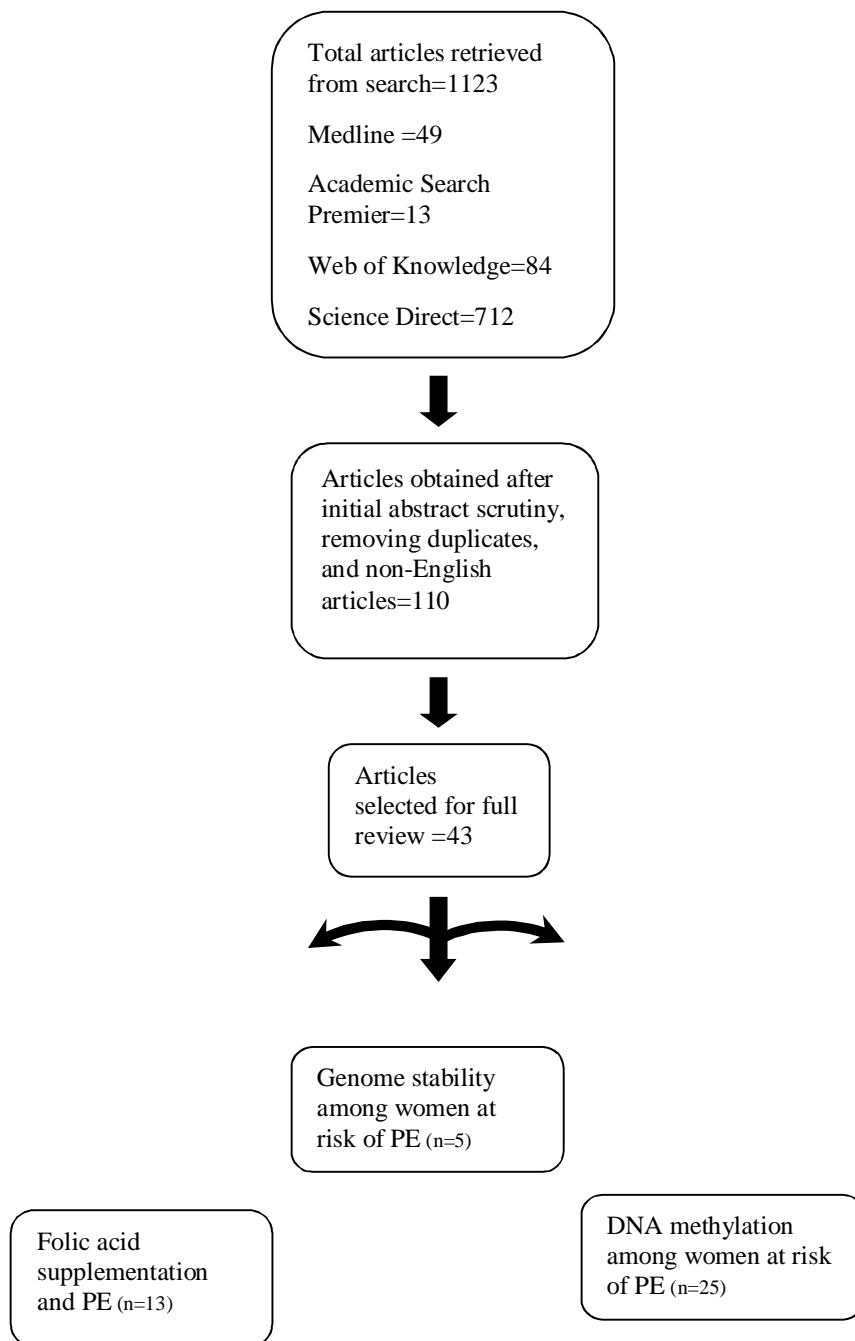 Total articles retrieved
from search=1123
Medline =49
Academic Search
Premier=13
Web of Knowledge=84
Science Direct=712
Articles obtained after
initial abstract scrutiny,
removing duplicates,
and non-English
articles=110
Articles
selected for full
review =43
Genome stability
among women at
risk of PE (n=5)
Folic acid
supplementation
and PE (n=13)
DNA methylation
among women at risk
of PE (n=25)